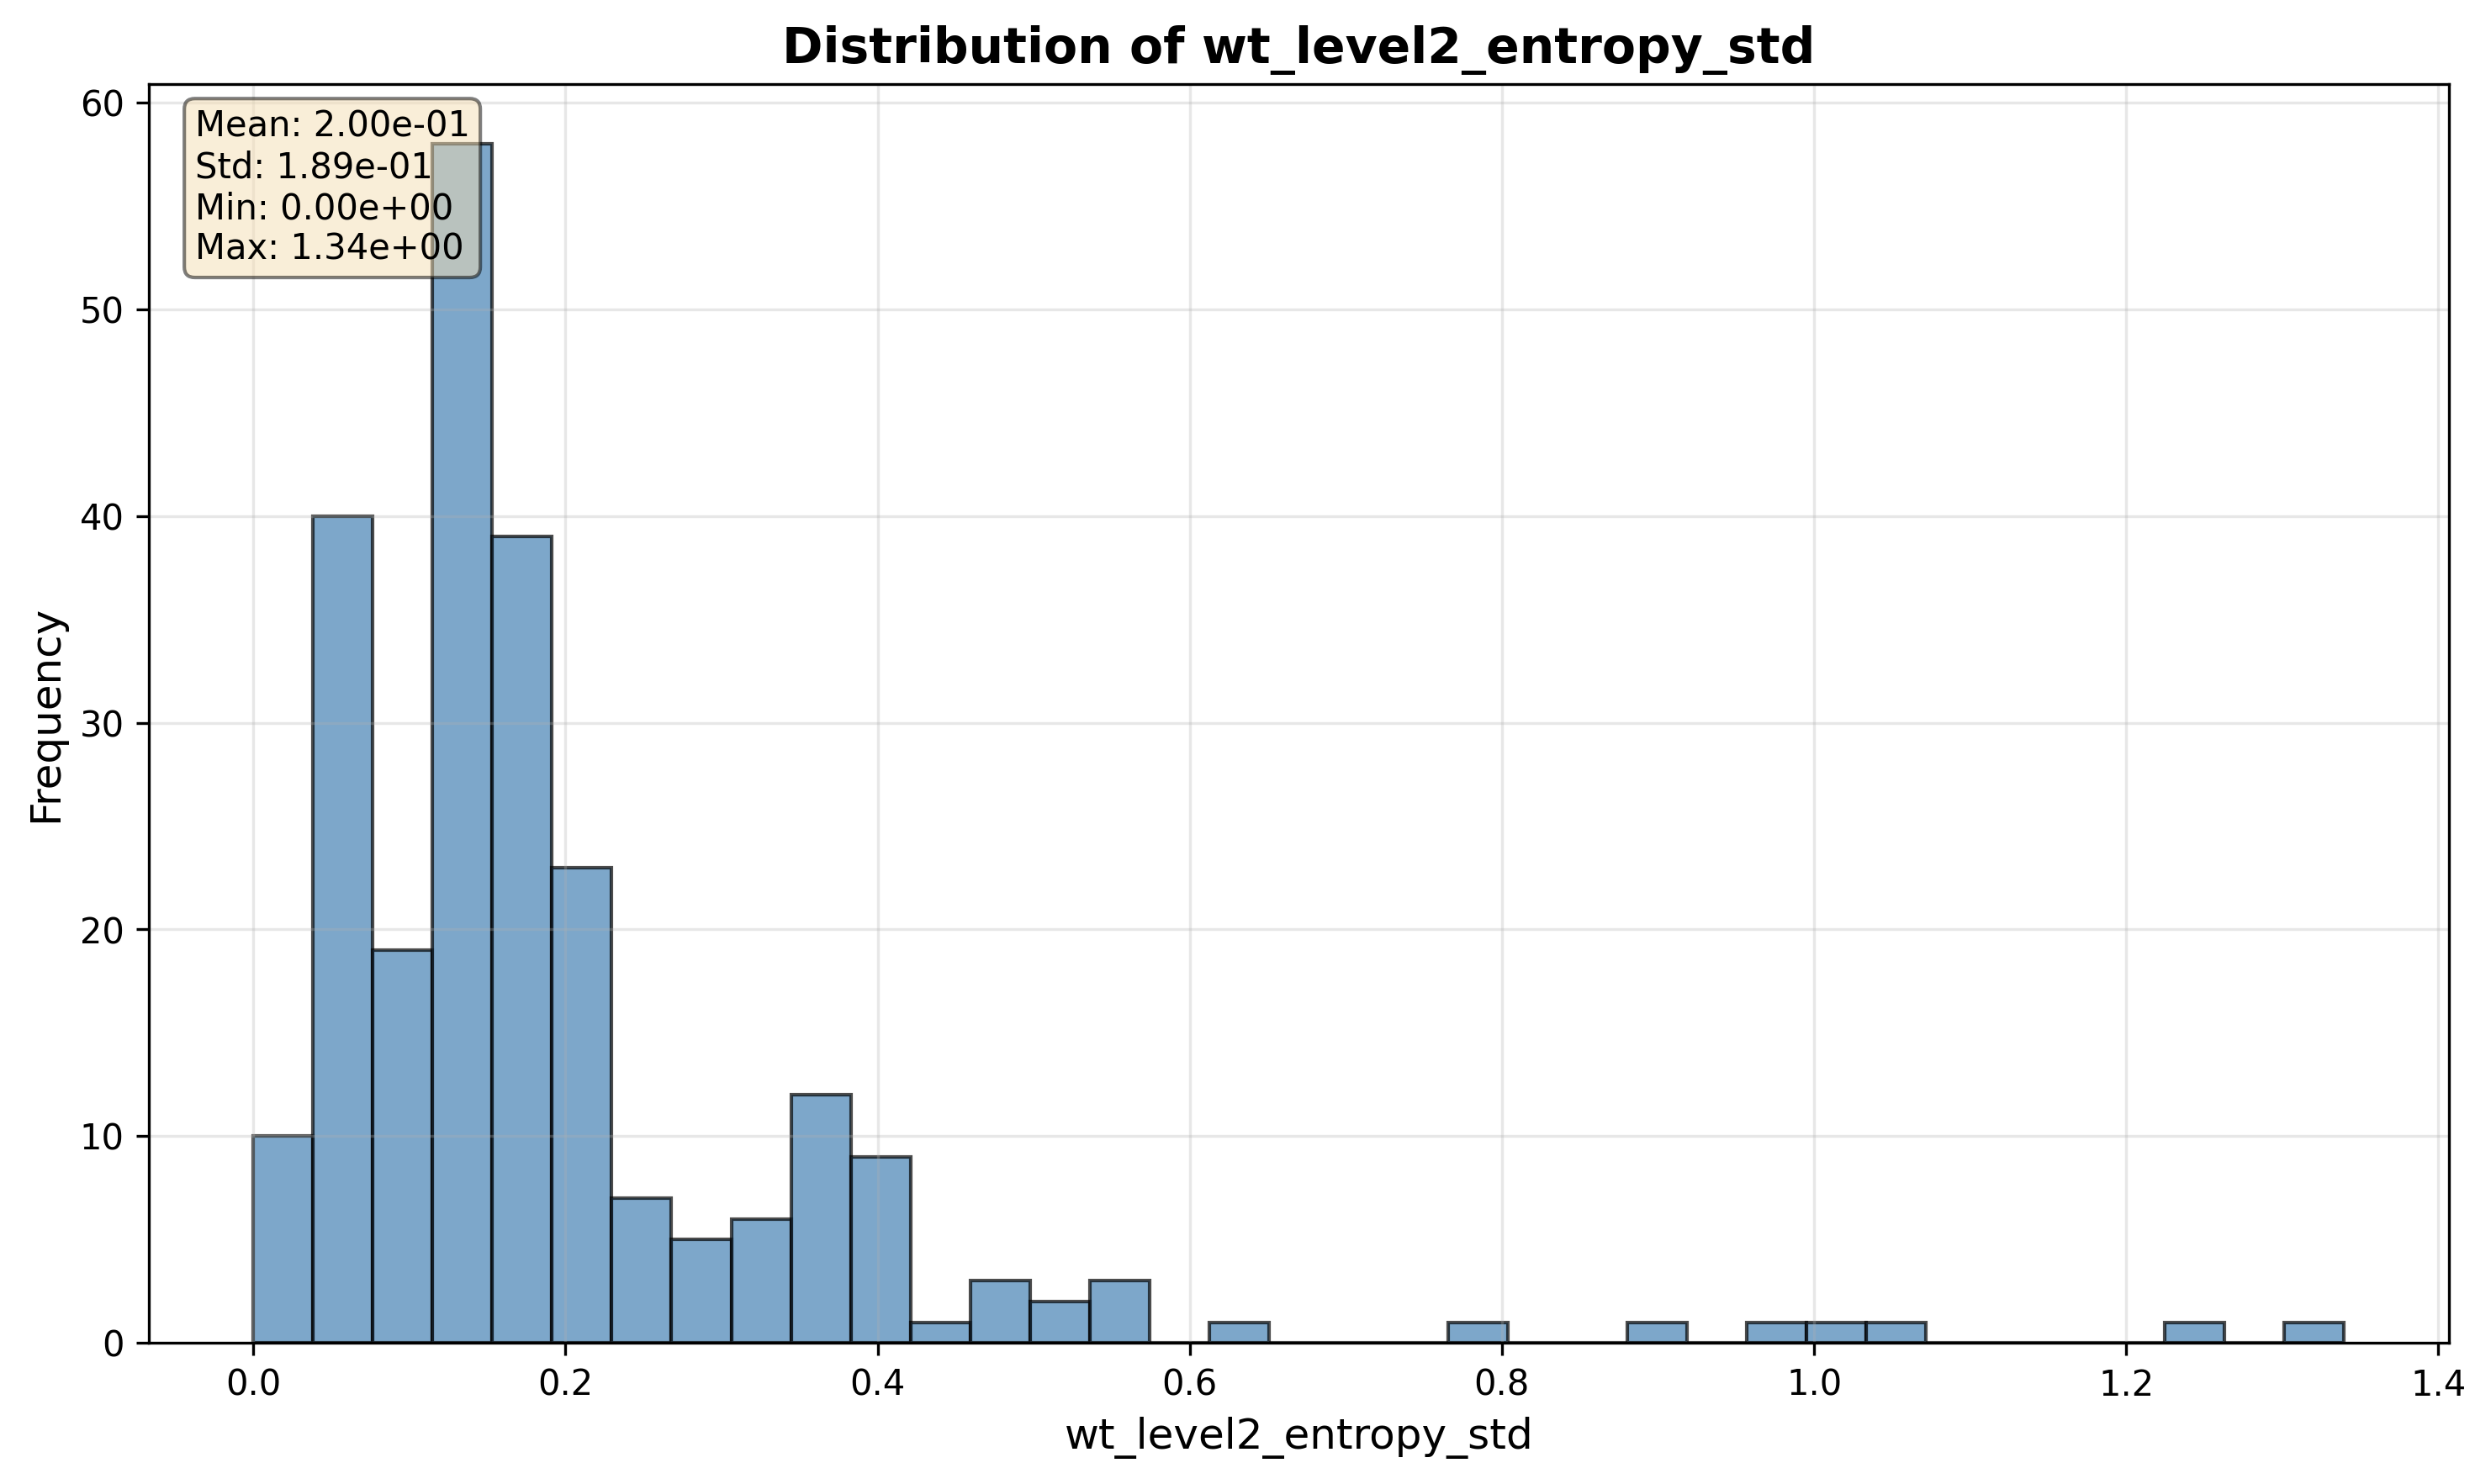 Distribution of wt_level2_entropy_std
Mean: 2.00e-01
Std: 1.89e-01
Min: 0.00e+00
Max: 1.34e+00
60
50
40
30
20
10
0
Frequency
0.0 0.2 0.4 0.6 0.8 1.0 1.2 1.4
wt_level2_entropy_std